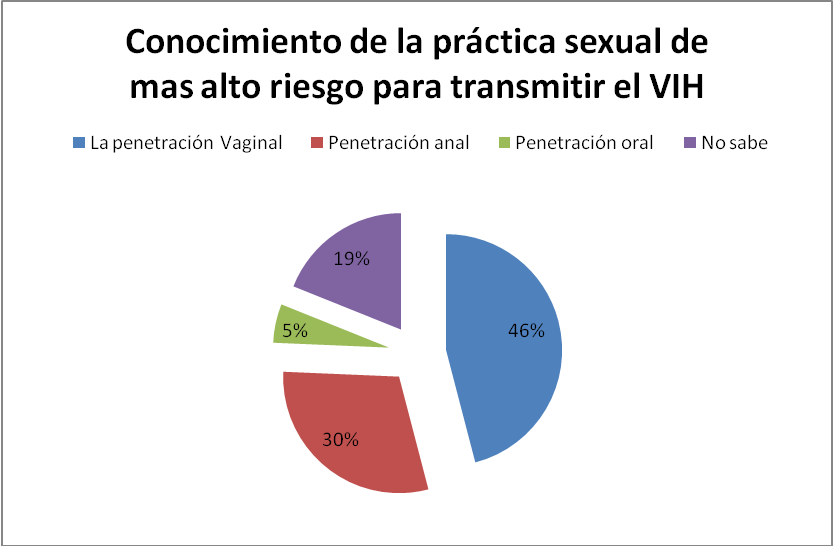 Conocimiento de la práctica sexual de
mas alto riesgo para transmitir el VIH
La penetración Vaginal Penetración anal Penetración oral No sabe
19%
46%
5%
30%